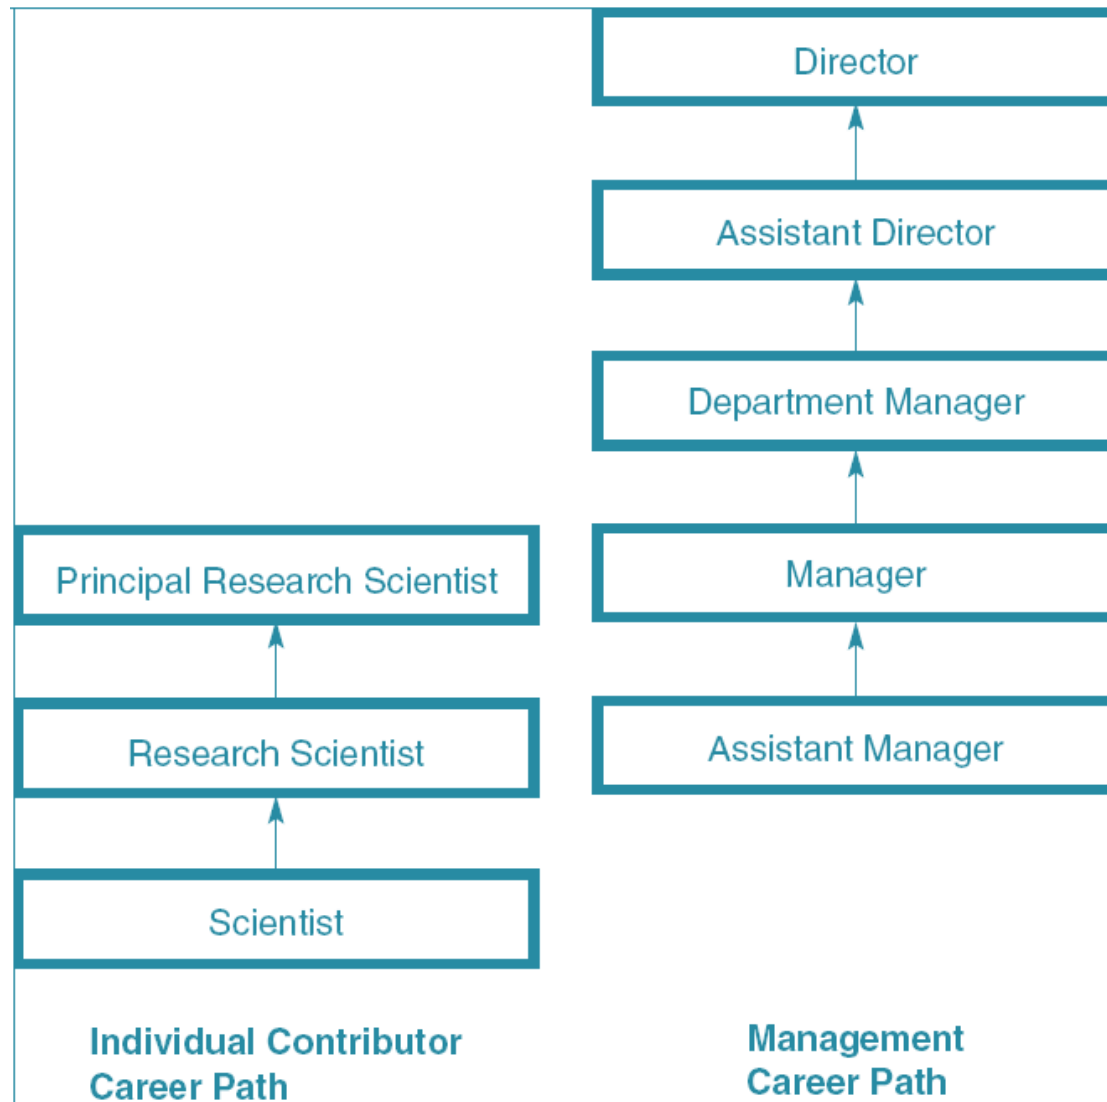 Director
Assistant Director
Department Manager
Manager
Assistant Manager
Principal Research Scientist
Research Scientist
Scientist
Individual Contributor
Career Path
Management
Career Path